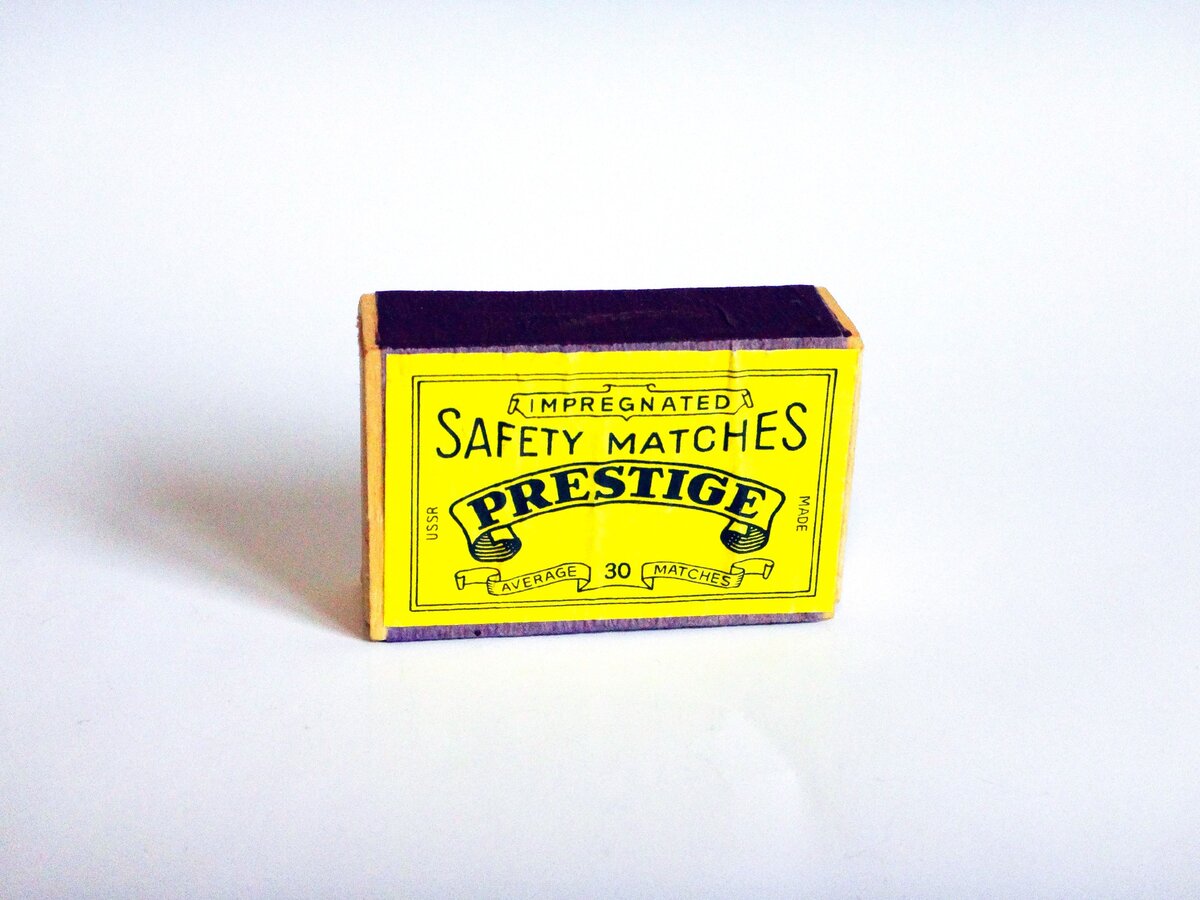 IMPREGNATED
SAFETY MATCHES
PRESTIGE
USSR
MADE
AVERAGE 30 MATCHES